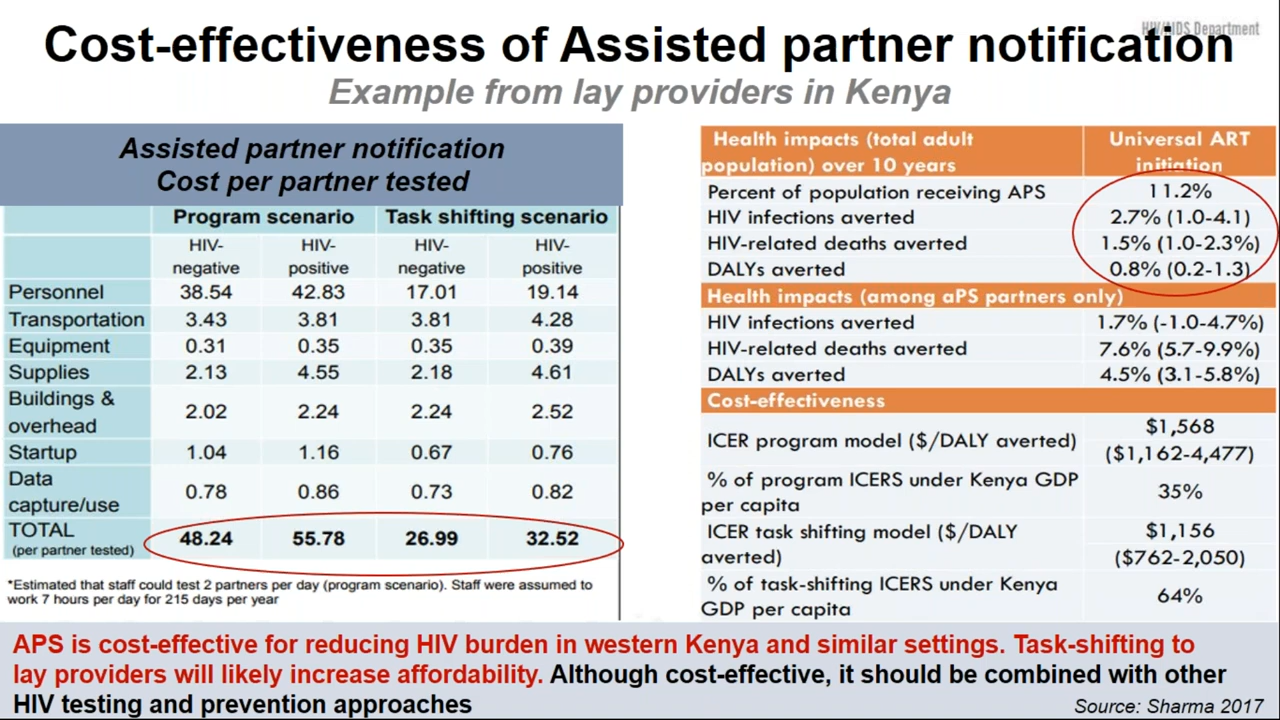 HIV/AIDS Department
Cost-effectiveness of Assisted partner notification
Example from lay providers in Kenya
Assisted partner notification
Cost per partner tested
Program scenario Task shifting scenario
HIV- HIV- HIV- HIV-
negative positive negative positive
Personnel 38.54 42.83 17.01 19.14
Transportation 3.43 3.81 3.81 4.28
Equipment 0.31 0.35 0.35 0.39
Supplies 2.13 4.55 2.18 4.61
Buildings &
overhead 2.02 2.24 2.24 2.52
Startup 1.04 1.16 0.67 0.76
Data
capture/use 0.78 0.86 0.73 0.82
TOTAL
(per partner tested) 48.24 55.78 26.99 32.52
*Estimated that staff could test 2 partners per day (program scenario). Staff were assumed to
work 7 hours per day for 215 days per year
Health impacts (total adult Universal ART
population) over 10 years initiation
Percent of population receiving APS 11.2%
HIV infections averted 2.7% (1.0-4.1)
HIV-related deaths averted 1.5% (1.0-2.3%)
DALYs averted 0.8% (0.2-1.3)
Health impacts (among aPS partners only)
HIV infections averted 1.7% (-1.0-4.7%)
HIV-related deaths averted 7.6% (5.7-9.9%)
DALYs averted 4.5% (3.1-5.8%)
Cost-effectiveness
ICER program model ($/DALY averted) $1,568
($1,162-4,477)
% of program ICERS under Kenya GDP
per capita 35%
ICER task shifting model ($/DALY $1,156
averted) ($762-2,050)
% of task-shifting ICERS under Kenya
GDP per capita 64%
APS is cost-effective for reducing HIV burden in western Kenya and similar settings. Task-shifting to
lay providers will likely increase affordability. Although cost-effective, it should be combined with other
HIV testing and prevention approaches
Source: Sharma 2017